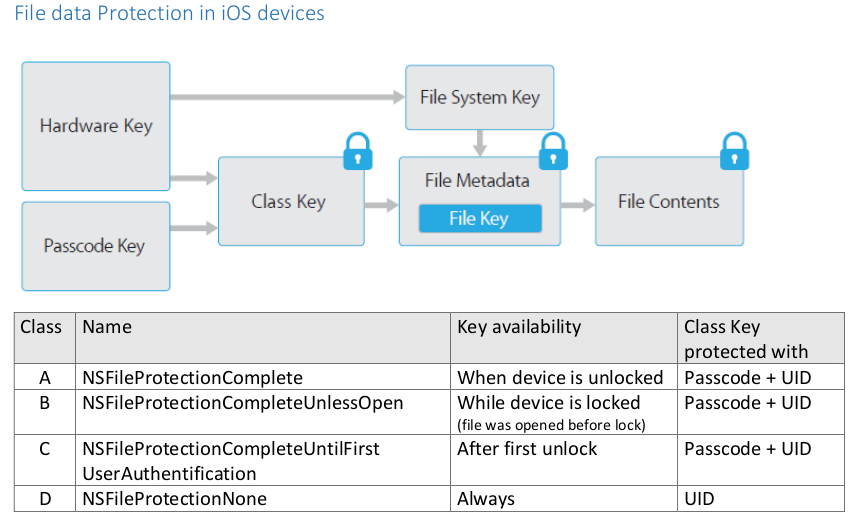 File data Protection in iOS devices
Hardware Key
File System Key
Class Key
File Metadata
File Key
File Contents
Passcode Key
Class Name Key availability Class Key
protected with
A NSFileProtectionComplete When device is unlocked Passcode + UID
B NSFileProtectionCompleteUnlessOpen While device is locked Passcode + UID
(file was opened before lock)
C NSFileProtectionCompleteUntilFirst After first unlock Passcode + UID
UserAuthentification
D NSFileProtectionNone Always UID